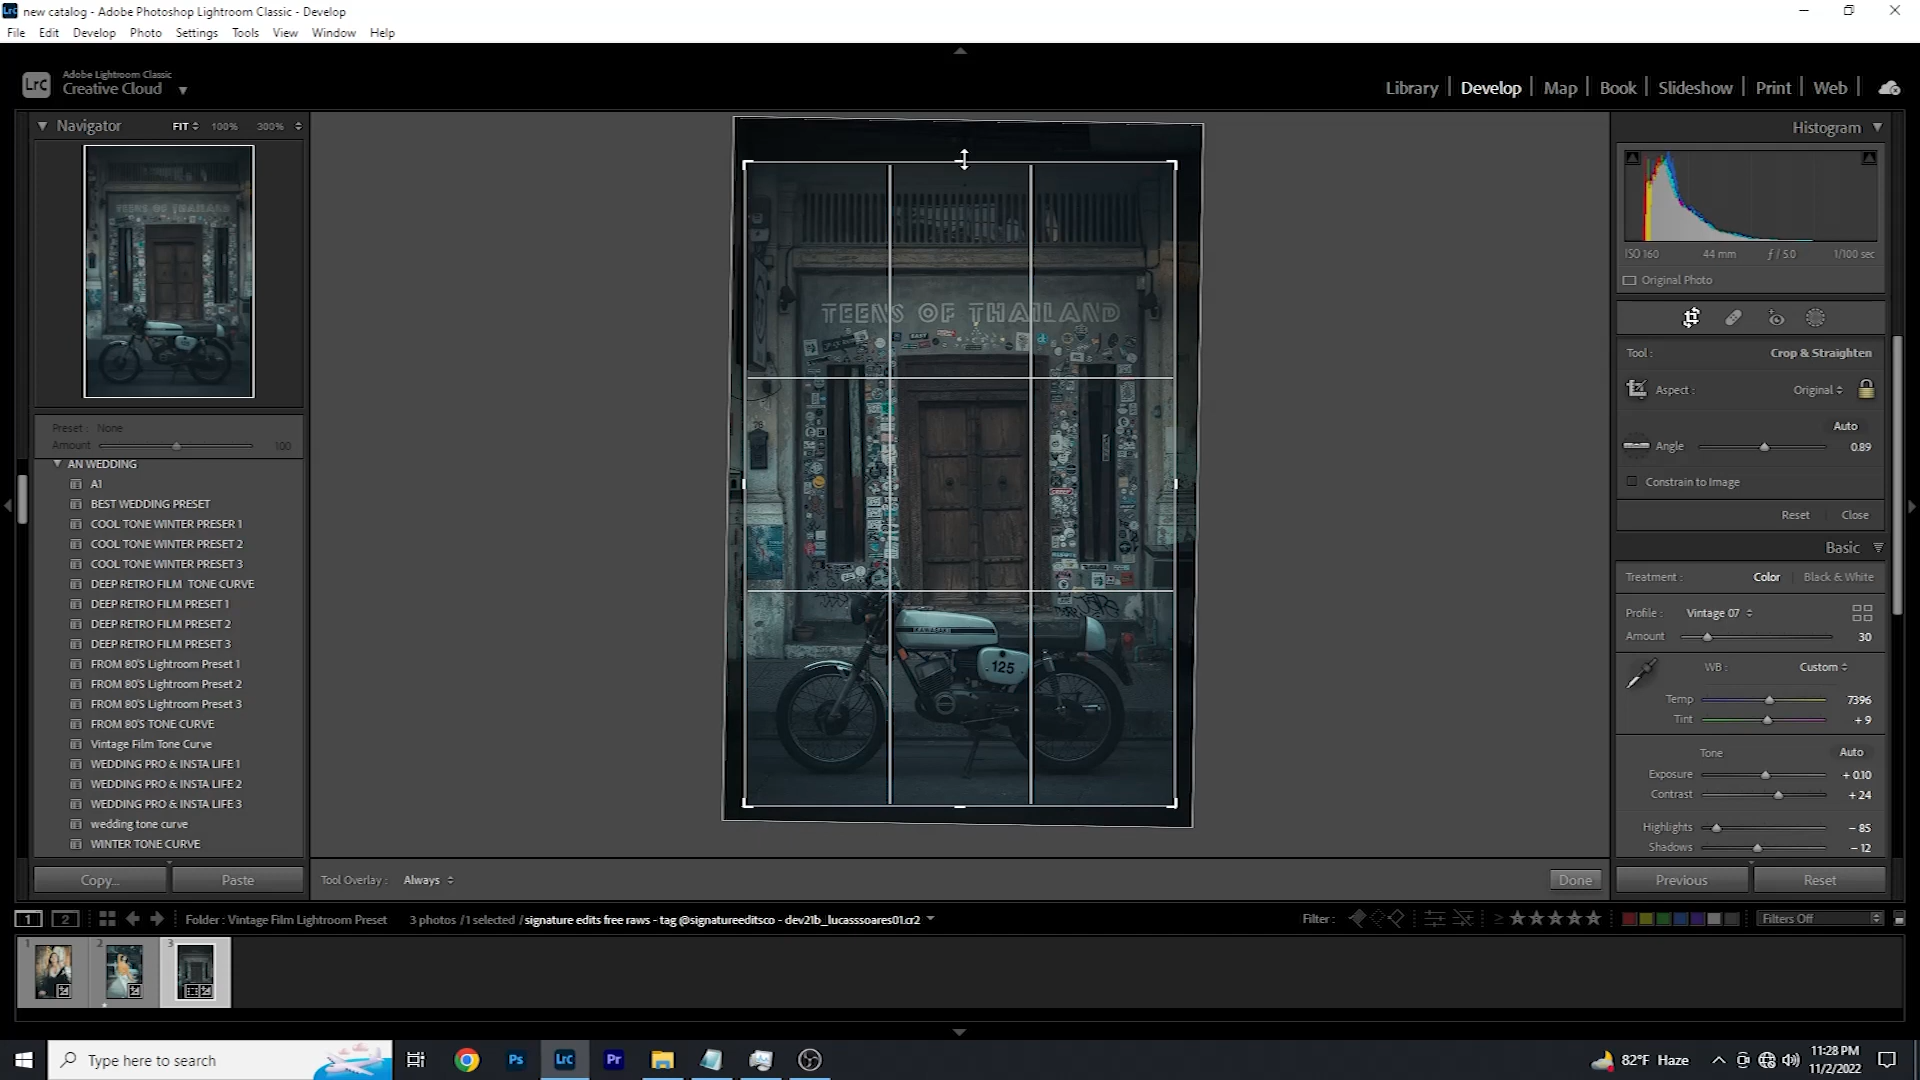 new catalog - Adobe Photoshop Lightroom Classic - Develop
File Edit Develop Photo Settings Tools View Window Help
LrC
Adobe Lightroom Classic
Creative Cloud
Library
Develop
Map
Book
Slideshow
Print
Web
Navigator
FIT 100% 300%
Preset : None
Amount 100
AN WEDDING
A1
BEST WEDDING PRESET
COOL TONE WINTER PRESER 1
COOL TONE WINTER PRESET 2
COOL TONE WINTER PRESET 3
DEEP RETRO FILM TONE CURVE
DEEP RETRO FILM PRESET 1
DEEP RETRO FILM PRESET 2
DEEP RETRO FILM PRESET 3
FROM 80'S Lightroom Preset 1
FROM 80'S Lightroom Preset 2
FROM 80'S Lightroom Preset 3
FROM 80'S TONE CURVE
Vintage Film Tone Curve
WEDDING PRO & INSTA LIFE 1
WEDDING PRO & INSTA LIFE 2
WEDDING PRO & INSTA LIFE 3
wedding tone curve
WINTER TONE CURVE
Copy... Paste
TEENS OF THAILAND
125
Tool Overlay : Always
Done
Histogram
ISO 160 44 mm ƒ / 5.0 1/100 sec
Original Photo
Tool : Crop & Straighten
Aspect : Original
Auto
Angle 0.89
Constrain to Image
Reset Close
Basic
Treatment : Color Black & White
Profile : Vintage 07
Amount 30
WB : Custom
Temp 7396
Tint + 9
Tone Auto
Exposure + 0.10
Contrast + 24
Highlights − 85
Shadows − 12
Previous Reset
1 2 Folder : Vintage Film Lightroom Preset 3 photos / 1 selected / signature edits free raws - tag @signatureeditsco - dev21b_lucasssoares01.cr2
Filter : Filters Off
1 2 3
Type here to search
Ps LrC Pr
82°F Haze
11:28 PM
11/2/2022